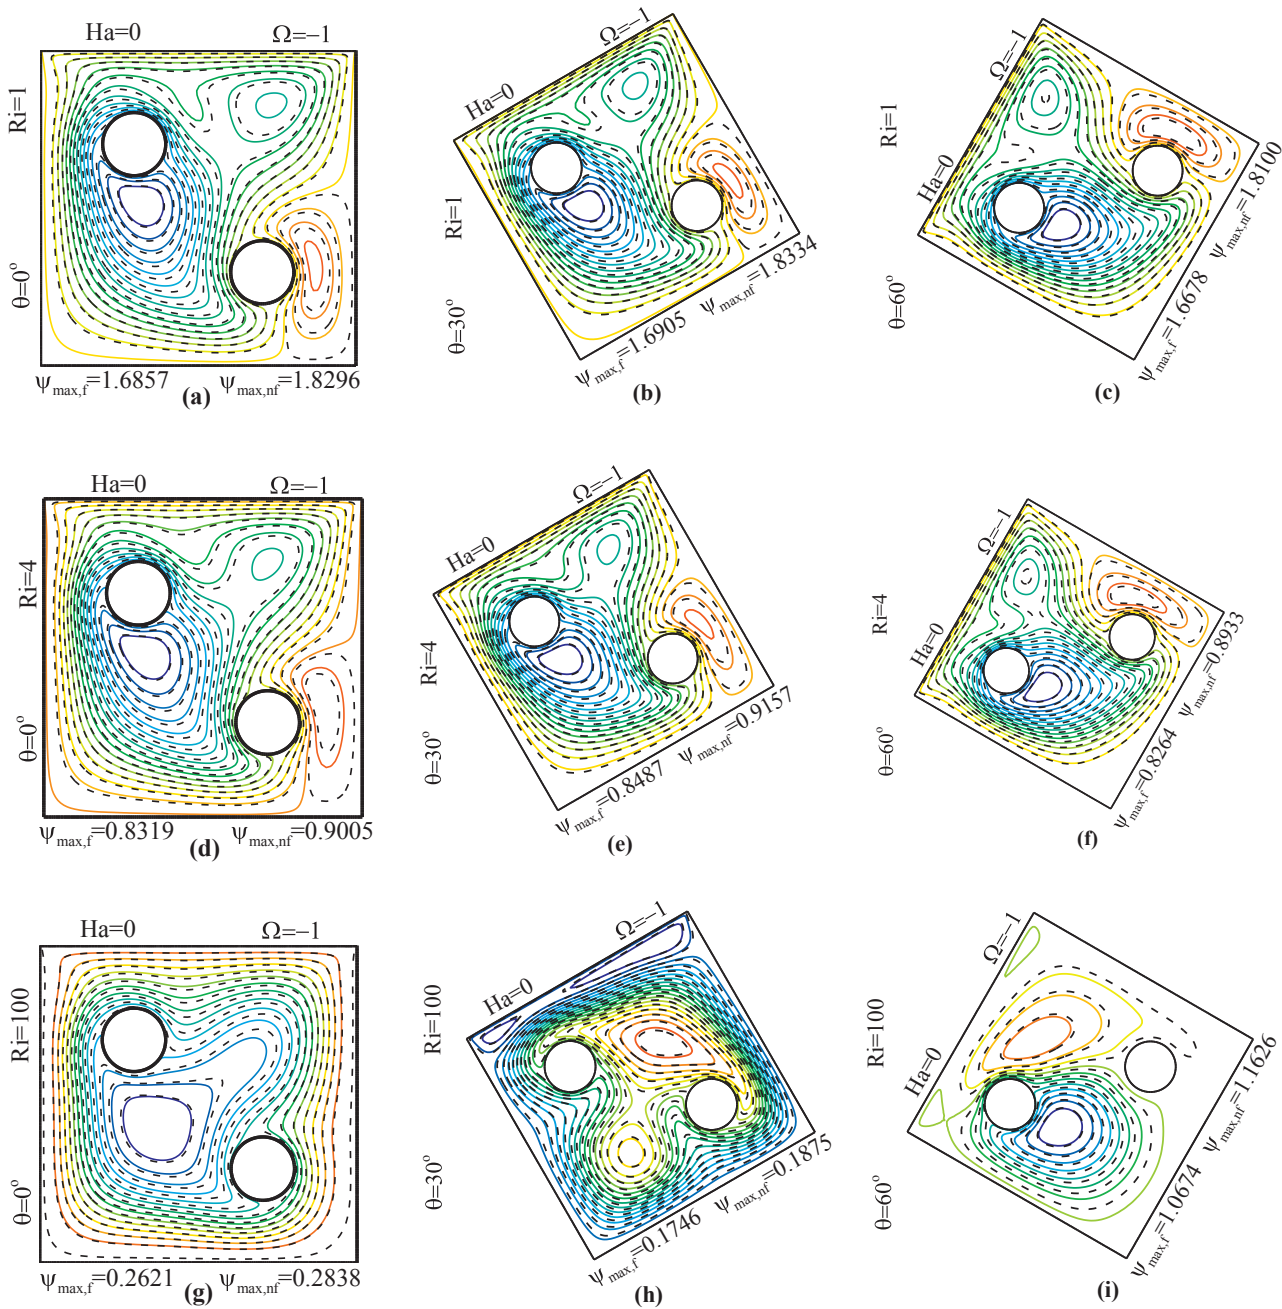 Ha=0 Ω=−1
Ri=1
θ=0°
ψmax,f=1.6857 ψmax,nf=1.8296
(a)
Ha=0 Ω=−1
Ri=1
θ=30°
ψmax,f=1.6905 ψmax,nf=1.8334
(b)
Ha=0 Ω=−1
Ri=1
θ=60°
ψmax,f=1.6678 ψmax,nf=1.8100
(c)
Ha=0 Ω=−1
Ri=4
θ=0°
ψmax,f=0.8319 ψmax,nf=0.9005
(d)
Ha=0 Ω=−1
Ri=4
θ=30°
ψmax,f=0.8487 ψmax,nf=0.9157
(e)
Ha=0 Ω=−1
Ri=4
θ=60°
ψmax,f=0.8264 ψmax,nf=0.8933
(f)
Ha=0 Ω=−1
Ri=100
θ=0°
ψmax,f=0.2621 ψmax,nf=0.2838
(g)
Ha=0 Ω=−1
Ri=100
θ=30°
ψmax,f=0.1746 ψmax,nf=0.1875
(h)
Ha=0 Ω=−1
Ri=100
θ=60°
ψmax,f=1.0674 ψmax,nf=1.1626
(i)